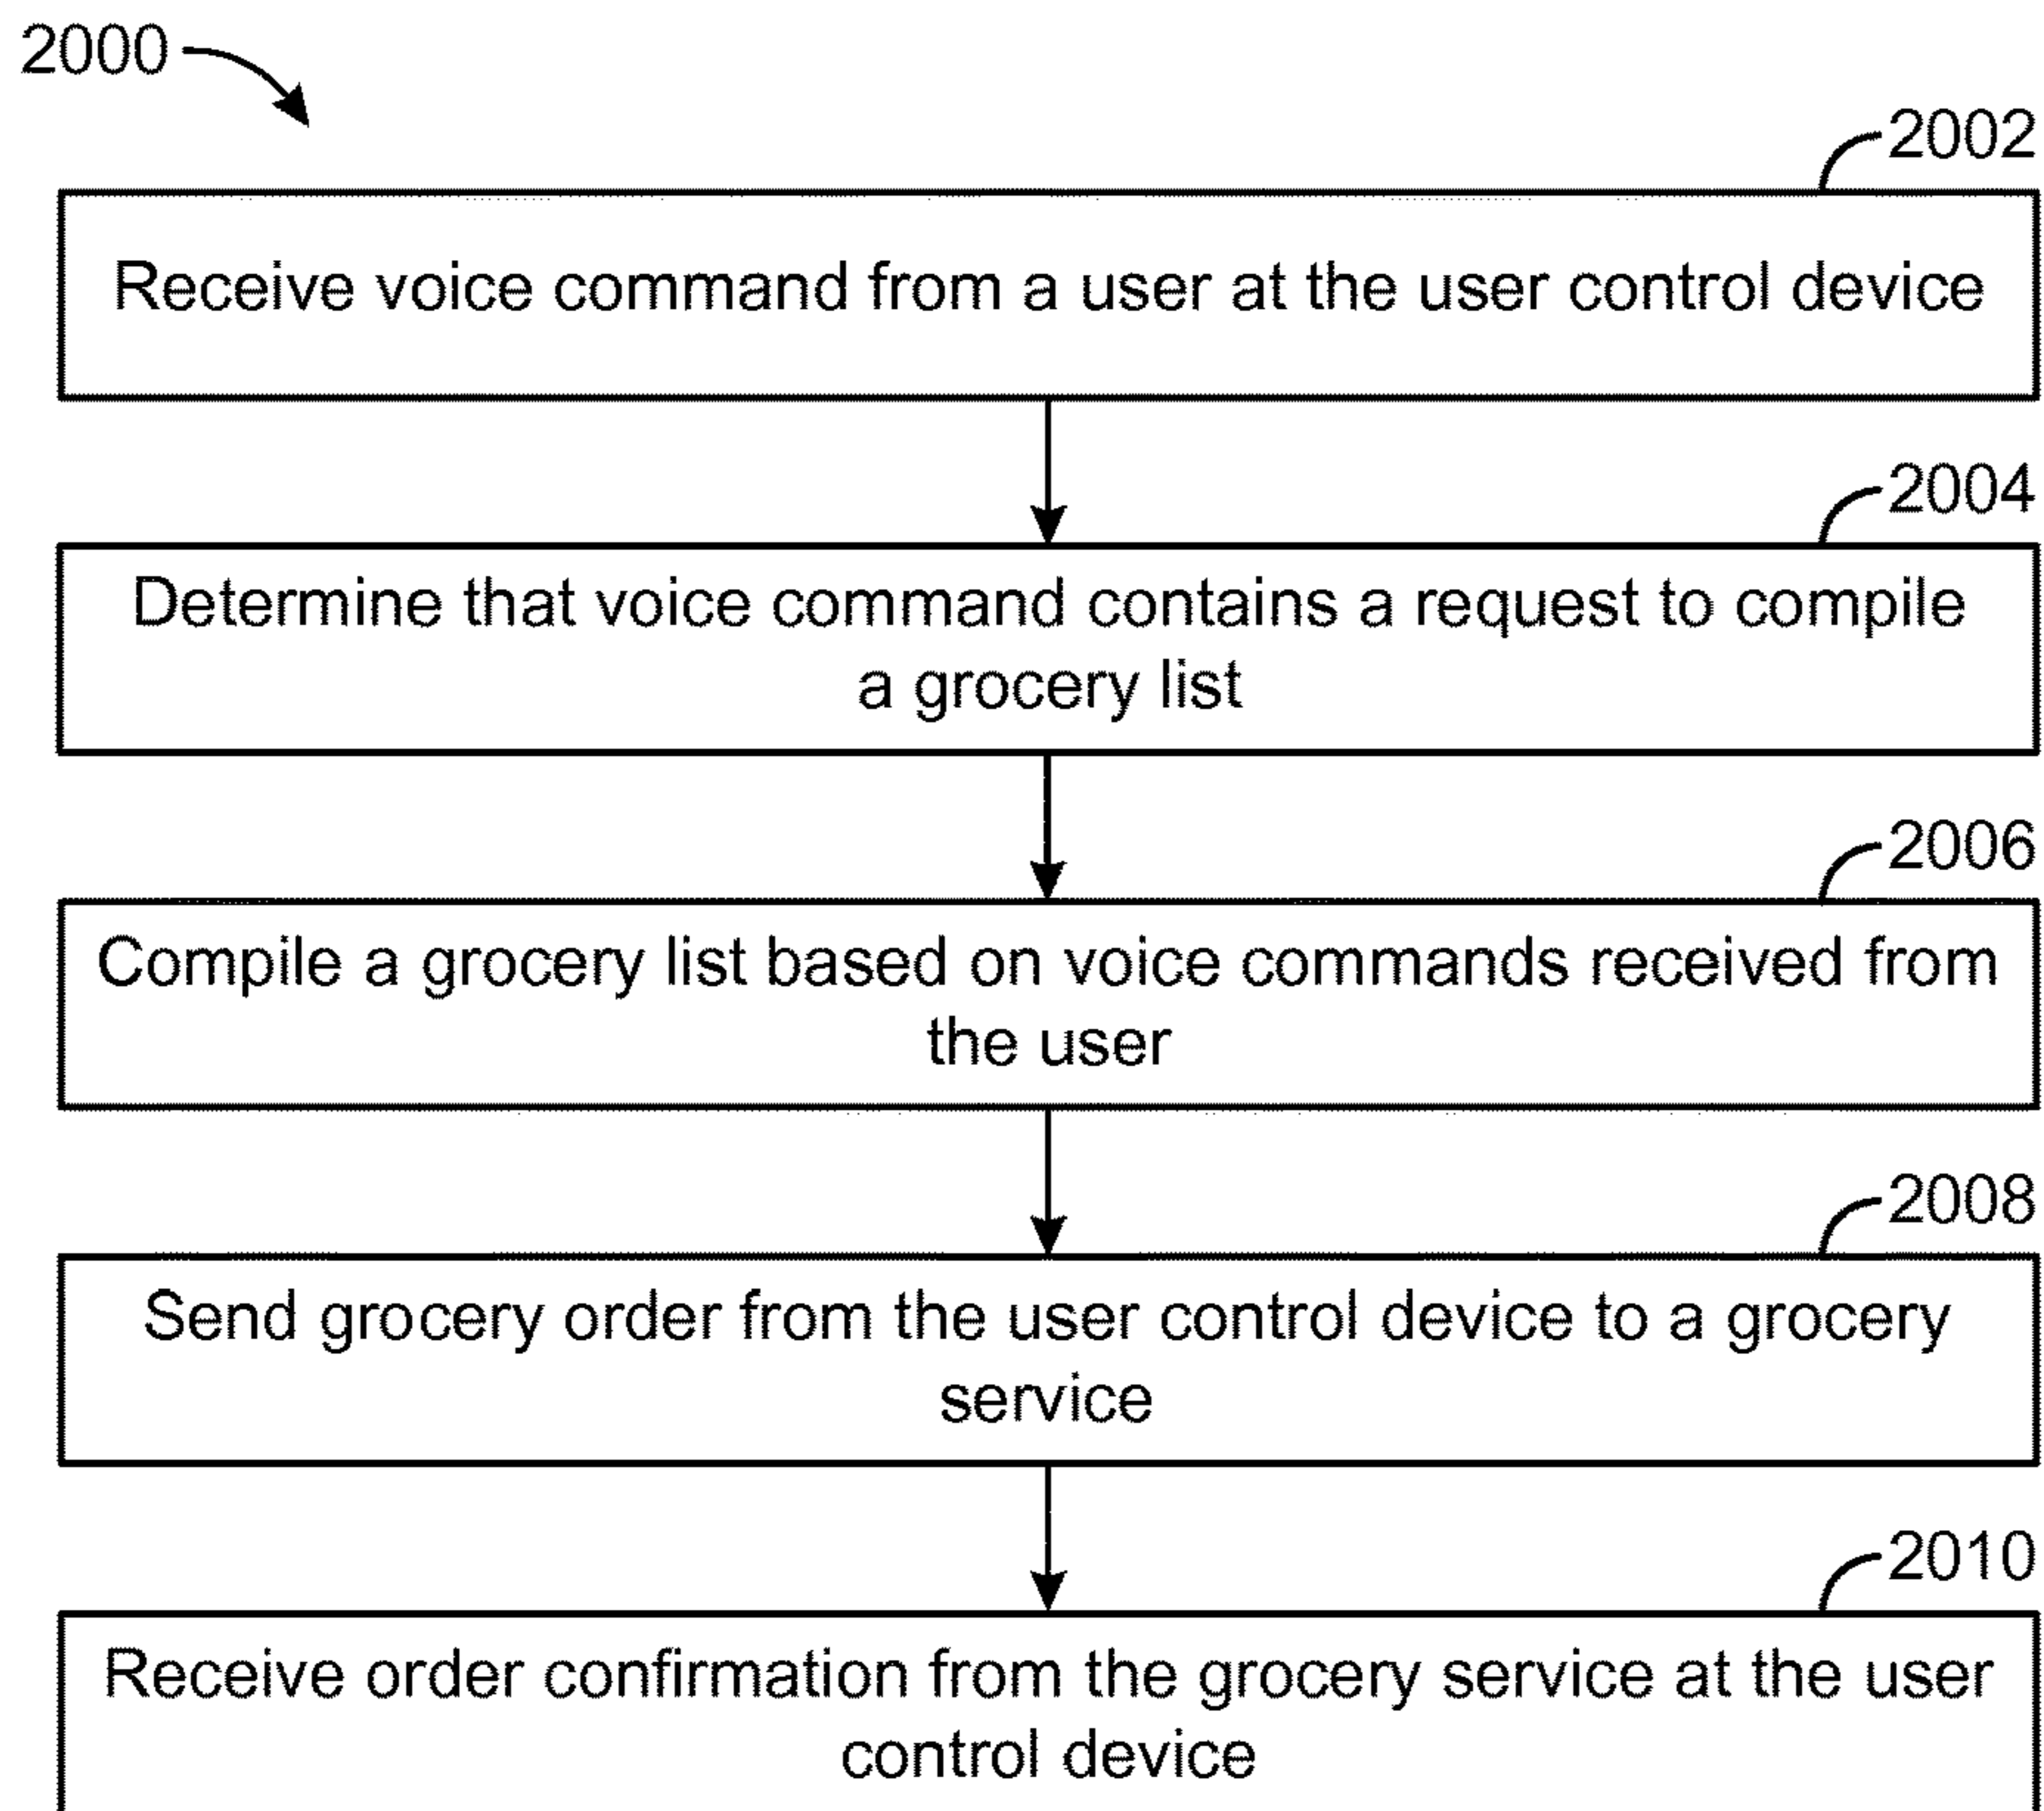 2000
2002
Receive voice command from a user at the user control device
2004
Determine that voice command contains a request to compile
a grocery list
2006
Compile a grocery list based on voice commands received from
the user
2008
Send grocery order from the user control device to a grocery
service
2010
Receive order confirmation from the grocery service at the user
control device